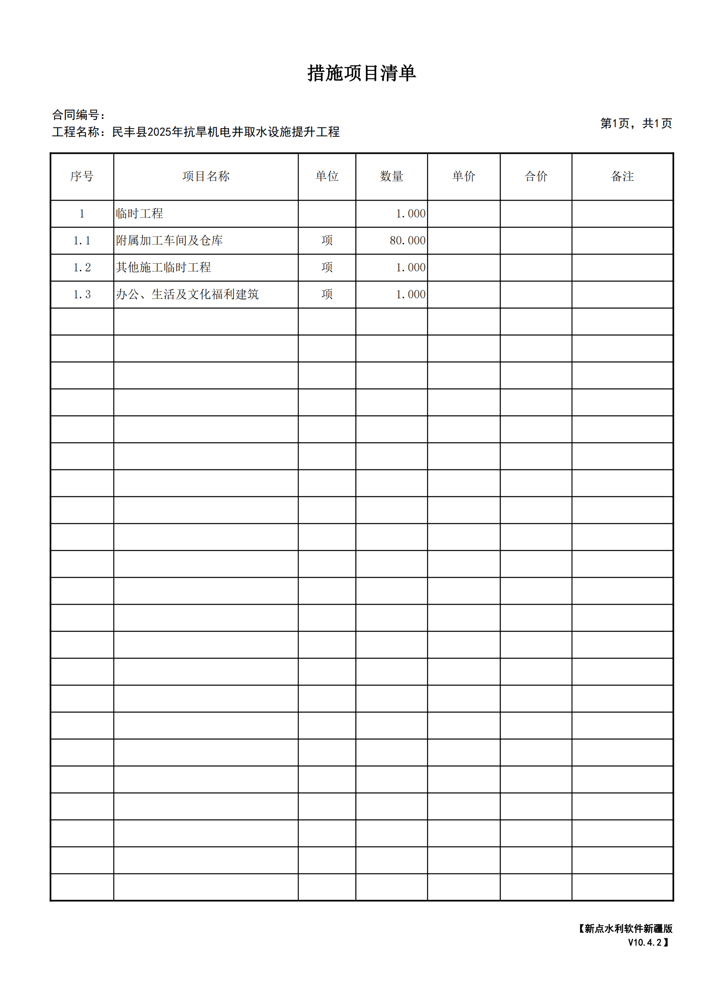 措施项目清单
合同编号：
工程名称：民丰县2025年抗旱机电井取水设施提升工程
第1页，共1页
序号 项目名称 单位 数量 单价 合价 备注
1 临时工程 1.000
1.1 附属加工车间及仓库 项 80.000
1.2 其他施工临时工程 项 1.000
1.3 办公、生活及文化福利建筑 项 1.000
【新点水利软件新疆版
V10.4.2】